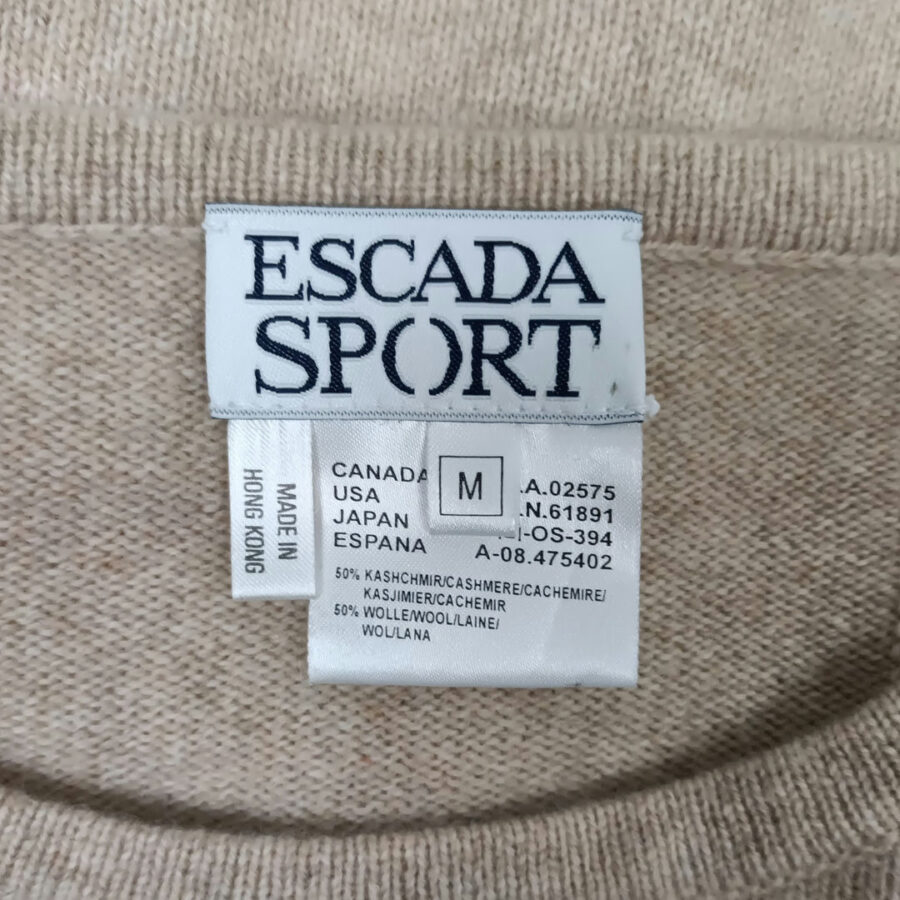 ESCADA
SPORT
MADE IN
HONG KONG
M
CANADA A.02575
USA .N.61891
JAPAN -OS-394
ESPANA A-08.475402
50% KASHCHMIR/CASHMERE/CACHEMIRE/
KASJIMIER/CACHEMIR
50% WOLLE/WOOL/LAINE/
WOL/LANA